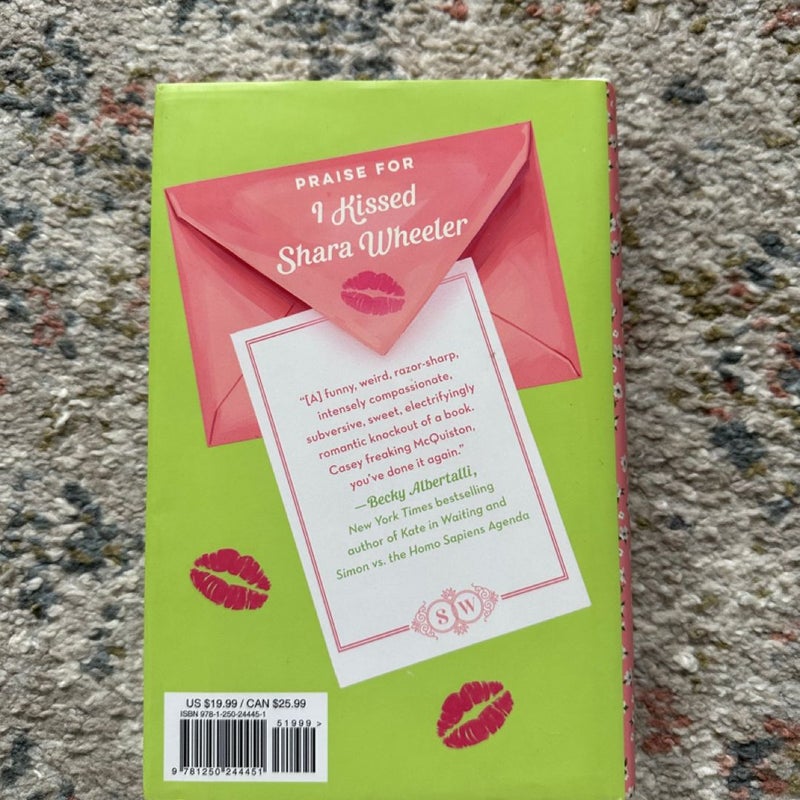 PRAISE FOR
I Kissed
Shara Wheeler
“[A] funny, weird, razor-sharp,
intensely compassionate,
subversive, sweet, electrifyingly
romantic knockout of a book.
Casey freaking McQuiston,
you’ve done it again.”
—Becky Albertalli,
New York Times bestselling
author of Kate in Waiting and
Simon vs. the Homo Sapiens Agenda
S W
US $19.99 / CAN $25.99
ISBN 978-1-250-24445-1
51999>
9 781250 244451